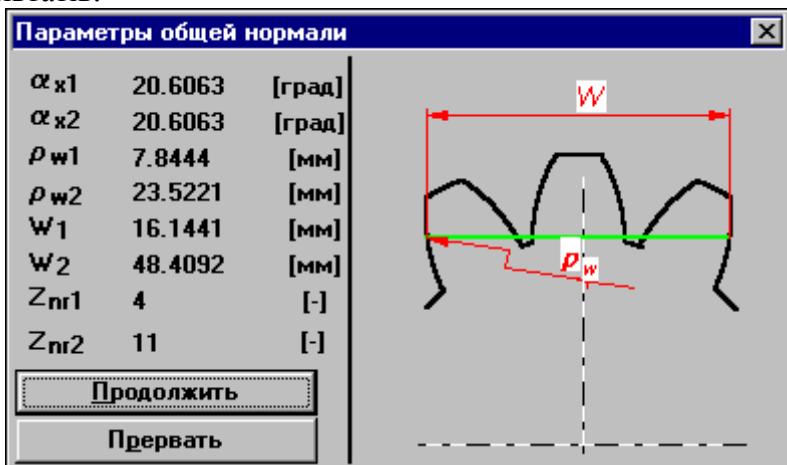 Параметры общей нормали
αx1 20.6063 [град]
αx2 20.6063 [град]
ρw1 7.8444 [мм]
ρw2 23.5221 [мм]
W1 16.1441 [мм]
W2 48.4092 [мм]
Znr1 4 [-]
Znr2 11 [-]
Продолжить
Прервать
W
ρw